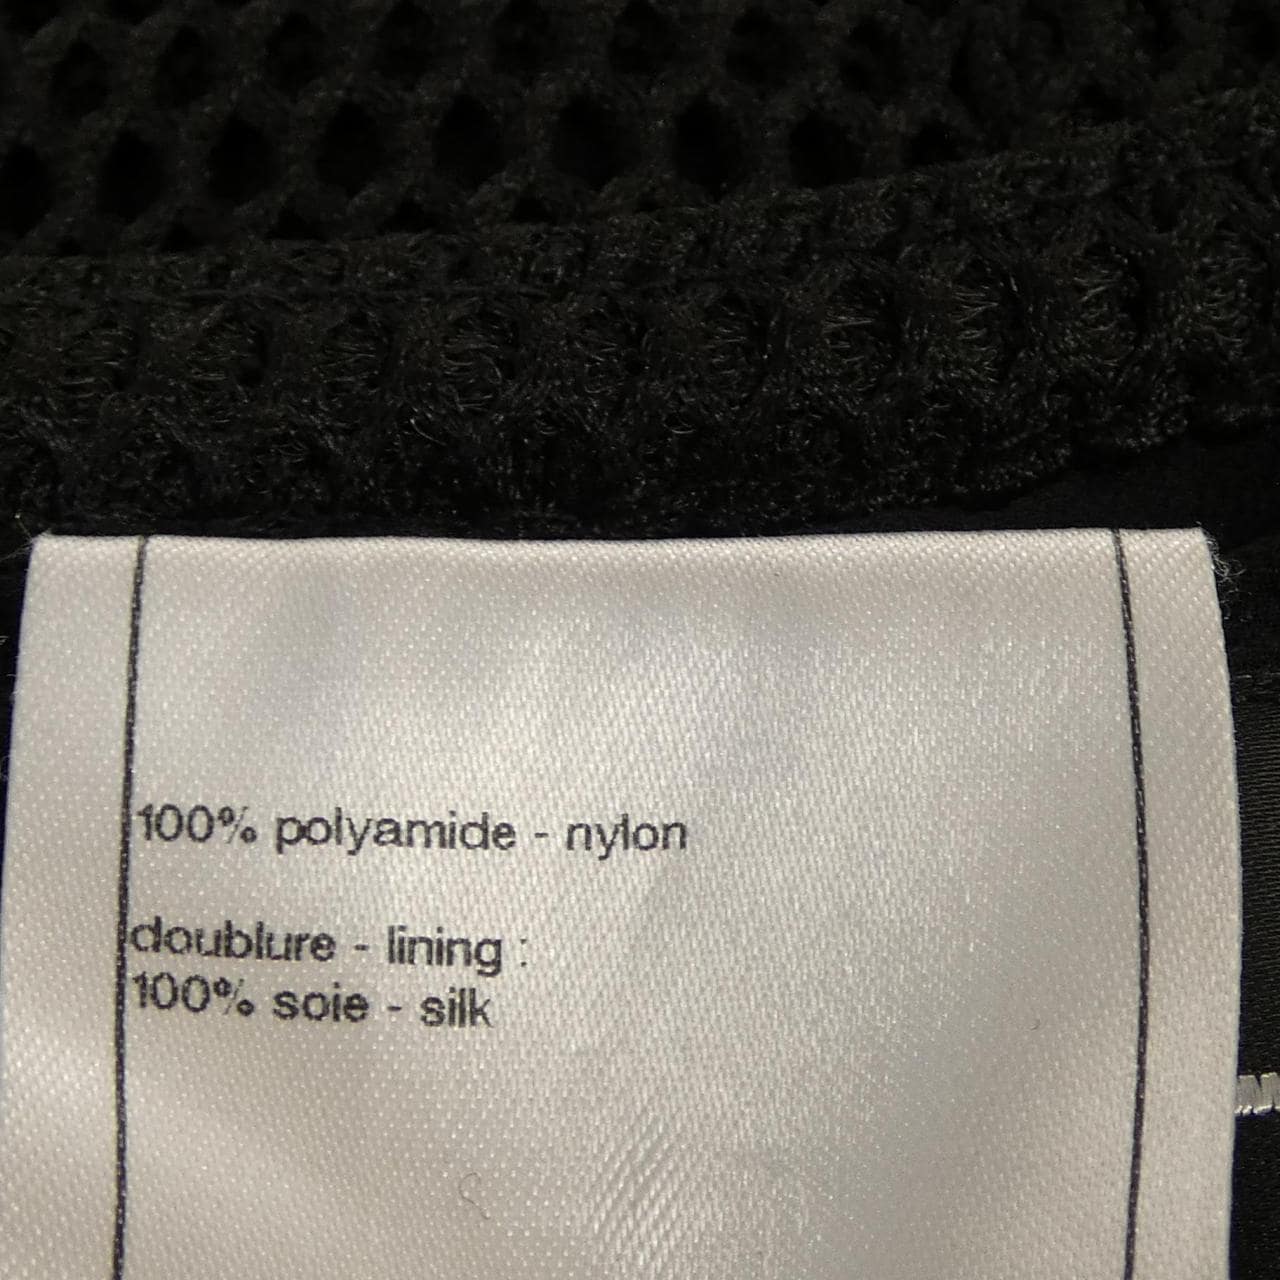 100% polyamide - nylon
doublure - lining :
100% soie - silk